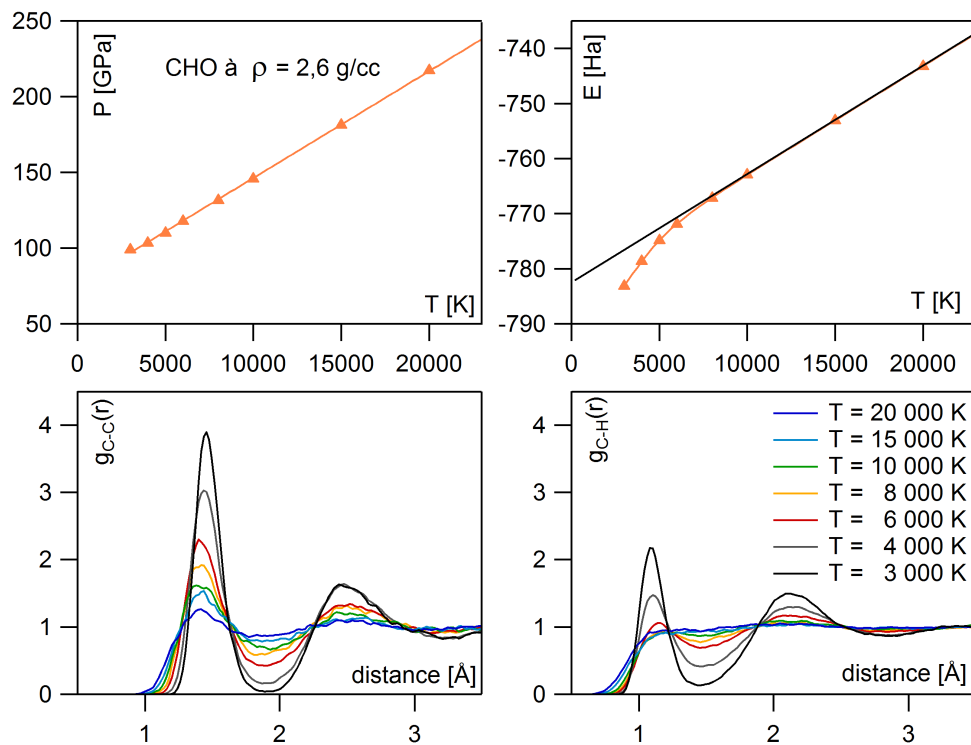 250
200
150
100
50
P [GPa]
CHO à ρ = 2,6 g/cc
T [K]
0
5000
10000
15000
20000
-740
-750
-760
-770
-780
-790
E [Ha]
T [K]
0
5000
10000
15000
20000
4
3
2
1
0
gC-C(r)
distance [Å]
1
2
3
4
3
2
1
0
gC-H(r)
T = 20 000 K
T = 15 000 K
T = 10 000 K
T = 8 000 K
T = 6 000 K
T = 4 000 K
T = 3 000 K
distance [Å]
1
2
3